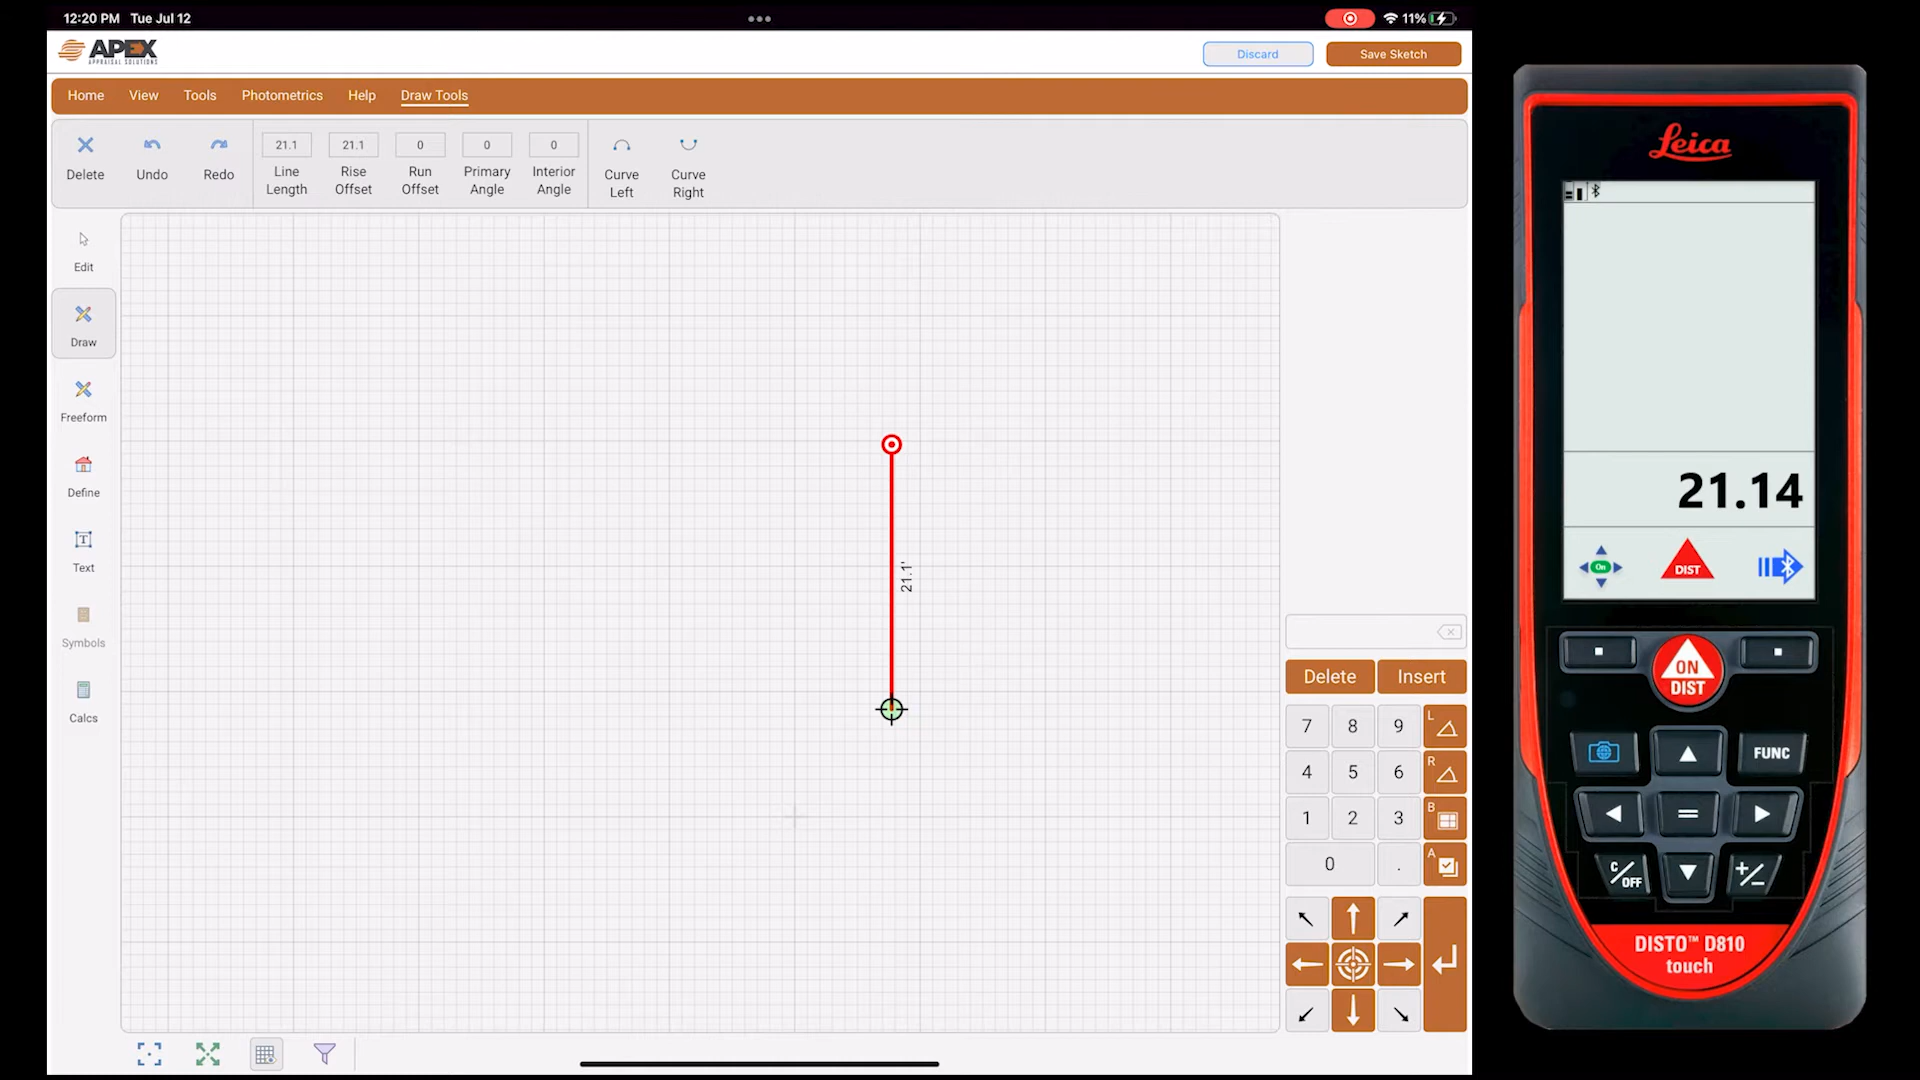 12:20 PM Tue Jul 12
11%
APEX
APPRAISAL SOLUTIONS
Discard
Save Sketch
Home View Tools Photometrics Help Draw Tools
Delete
Undo
Redo
21.1
Line
Length
21.1
Rise
Offset
0
Run
Offset
0
Primary
Angle
0
Interior
Angle
Curve
Left
Curve
Right
Edit
Draw
Freeform
Define
T
Text
Symbols
Calcs
21.1'
Delete Insert
7 8 9 L
4 5 6 R
1 2 3 B
0 . A
Leica
21.14
On
DIST
ON
DIST
FUNC
=
C/OFF
+/-
DISTO™ D810
touch